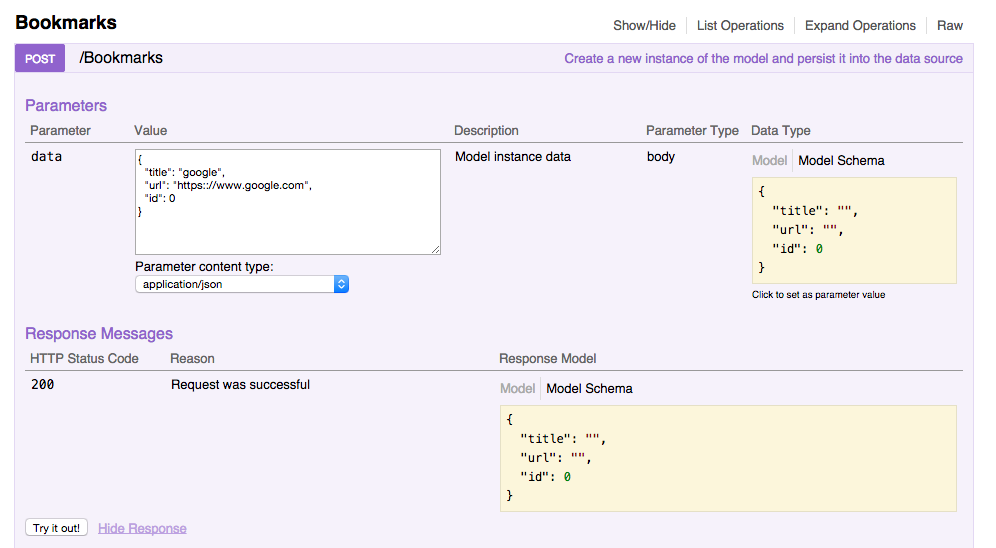 Bookmarks
Show/Hide List Operations Expand Operations Raw
POST /Bookmarks Create a new instance of the model and persist it into the data source
Parameters
Parameter Value Description Parameter Type Data Type
data
{
"title": "google",
"url": "https:://www.google.com",
"id": 0
}
Parameter content type:
application/json
Model instance data
body
Model Model Schema
{
"title": "",
"url": "",
"id": 0
}
Click to set as parameter value
Response Messages
HTTP Status Code Reason Response Model
200 Request was successful
Model Model Schema
{
"title": "",
"url": "",
"id": 0
}
Try it out! Hide Response